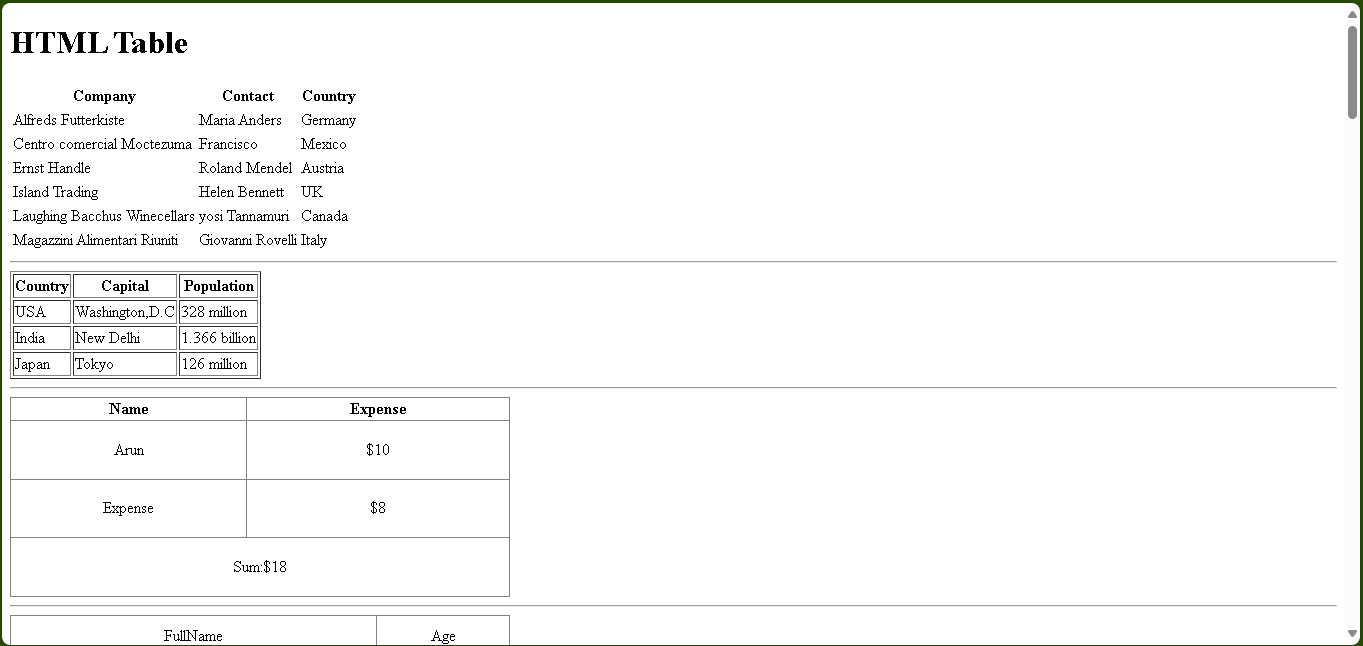 HTML Table
Company Contact Country
Alfreds Futterkiste Maria Anders Germany
Centro comercial Moctezuma Francisco Mexico
Ernst Handle Roland Mendel Austria
Island Trading Helen Bennett UK
Laughing Bacchus Winecellars yosi Tannamuri Canada
Magazzini Alimentari Riuniti Giovanni Rovelli Italy
Country Capital Population
USA Washington,D.C 328 million
India New Delhi 1.366 billion
Japan Tokyo 126 million
Name Expense
Arun $10
Expense $8
Sum:$18
FullName Age